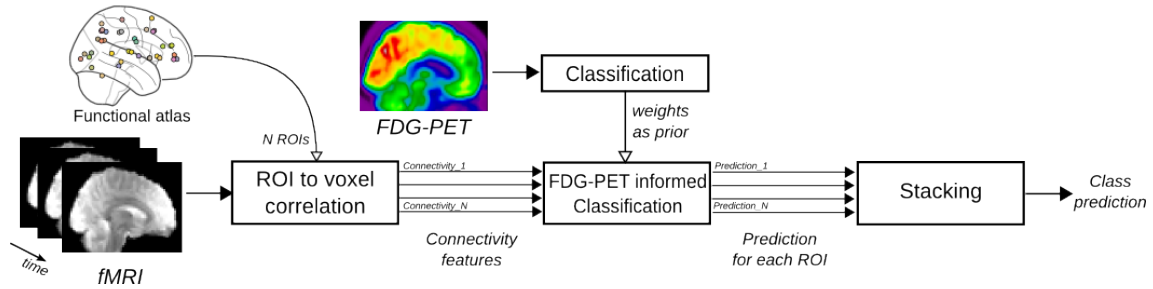 Functional atlas
FDG-PET
Classification
weights
as prior
N ROIs
time
fMRI
ROI to voxel
correlation
Connectivity_1
Connectivity_N
Connectivity
features
FDG-PET informed
Classification
Prediction_1
Prediction_N
Prediction
for each ROI
Stacking
Class
prediction